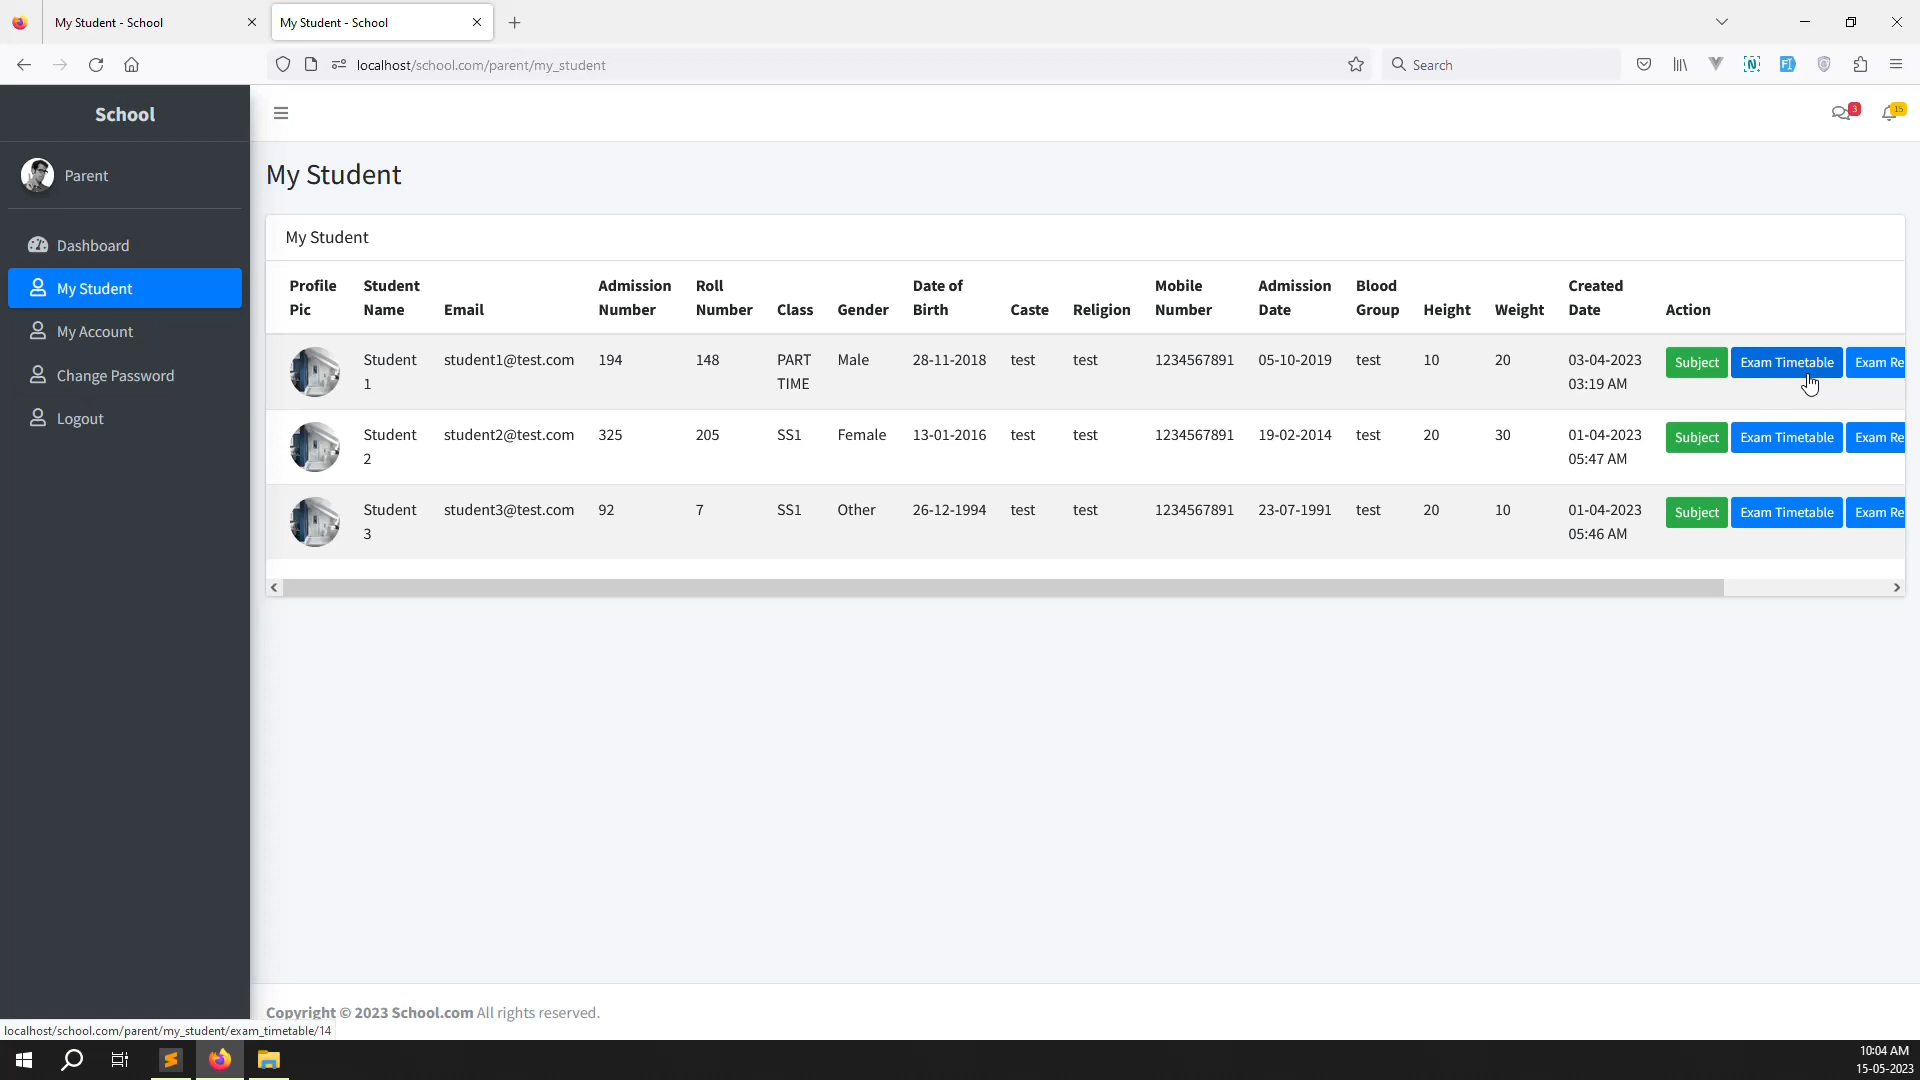 My Student - School
My Student - School
localhost/school.com/parent/my_student
Search
School
3
15
Parent
My Student
Dashboard
My Student
My Account
Change Password
Logout
My Student
Profile Pic Student Name Email Admission Number Roll Number Class Gender Date of Birth Caste Religion Mobile Number Admission Date Blood Group Height Weight Created Date Action
Student 1 student1@test.com 194 148 PART TIME Male 28-11-2018 test test 1234567891 05-10-2019 test 10 20 03-04-2023 03:19 AM Subject Exam Timetable Exam Re
Student 2 student2@test.com 325 205 SS1 Female 13-01-2016 test test 1234567891 19-02-2014 test 20 30 01-04-2023 05:47 AM Subject Exam Timetable Exam Re
Student 3 student3@test.com 92 7 SS1 Other 26-12-1994 test test 1234567891 23-07-1991 test 20 10 01-04-2023 05:46 AM Subject Exam Timetable Exam Re
Copyright © 2023 School.com All rights reserved.
localhost/school.com/parent/my_student/exam_timetable/14
10:04 AM
15-05-2023